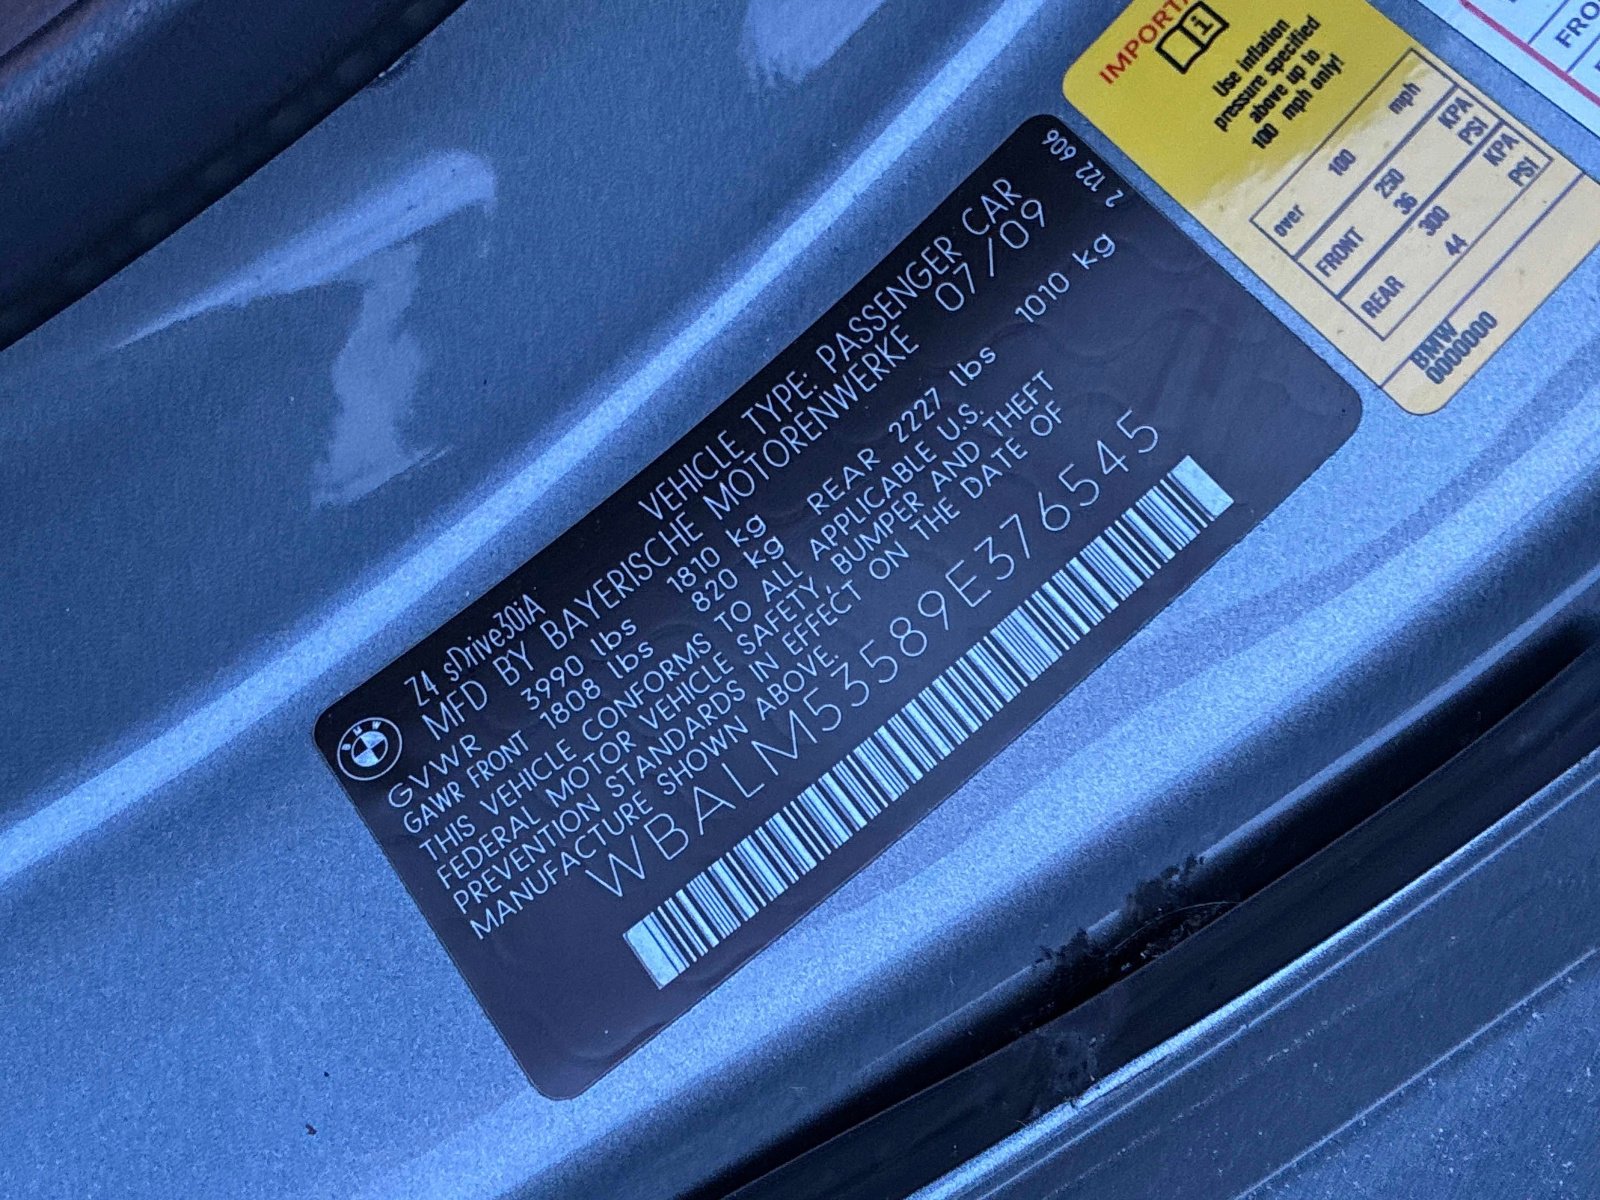 Z4 sDrive30iA VEHICLE TYPE: PASSENGER CAR 2 122 606
MFD BY BAYERISCHE MOTORENWERKE 07/09
GVWR 3990 lbs 1810 kg
GAWR FRONT 1808 lbs 820 kg REAR 2227 lbs 1010 kg
THIS VEHICLE CONFORMS TO ALL APPLICABLE U.S.
FEDERAL MOTOR VEHICLE SAFETY, BUMPER AND THEFT
PREVENTION STANDARDS IN EFFECT ON THE DATE OF
MANUFACTURE SHOWN ABOVE.
WBALM53589E376545
Use inflation
pressure specified
above up to
100 mph only!
over 100 mph
FRONT 250 KPA
36 PSI
REAR 300 KPA
44 PSI
BMW
0000000